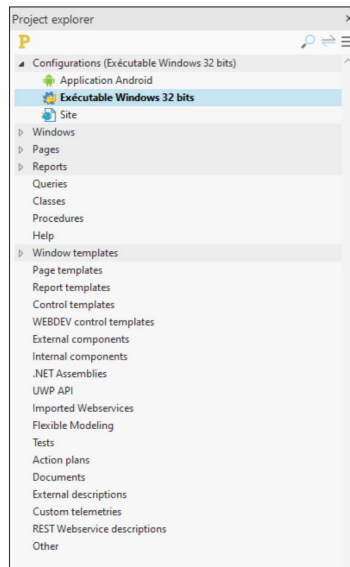 Project explorer
P
Configurations (Exécutable Windows 32 bits)
Application Android
Exécutable Windows 32 bits
Site
Windows
Pages
Reports
Queries
Classes
Procedures
Help
Window templates
Page templates
Report templates
Control templates
WEBDEV control templates
External components
Internal components
.NET Assemblies
UWP API
Imported Webservices
Flexible Modeling
Tests
Action plans
Documents
External descriptions
Custom telemetries
REST Webservice descriptions
Other